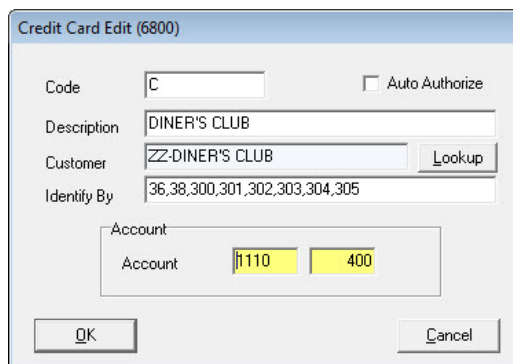 Credit Card Edit (6800)
Code C Auto Authorize
Description DINER'S CLUB
Customer ZZ-DINER'S CLUB Lookup
Identify By 36,38,300,301,302,303,304,305
Account
Account 1110 400
OK Cancel